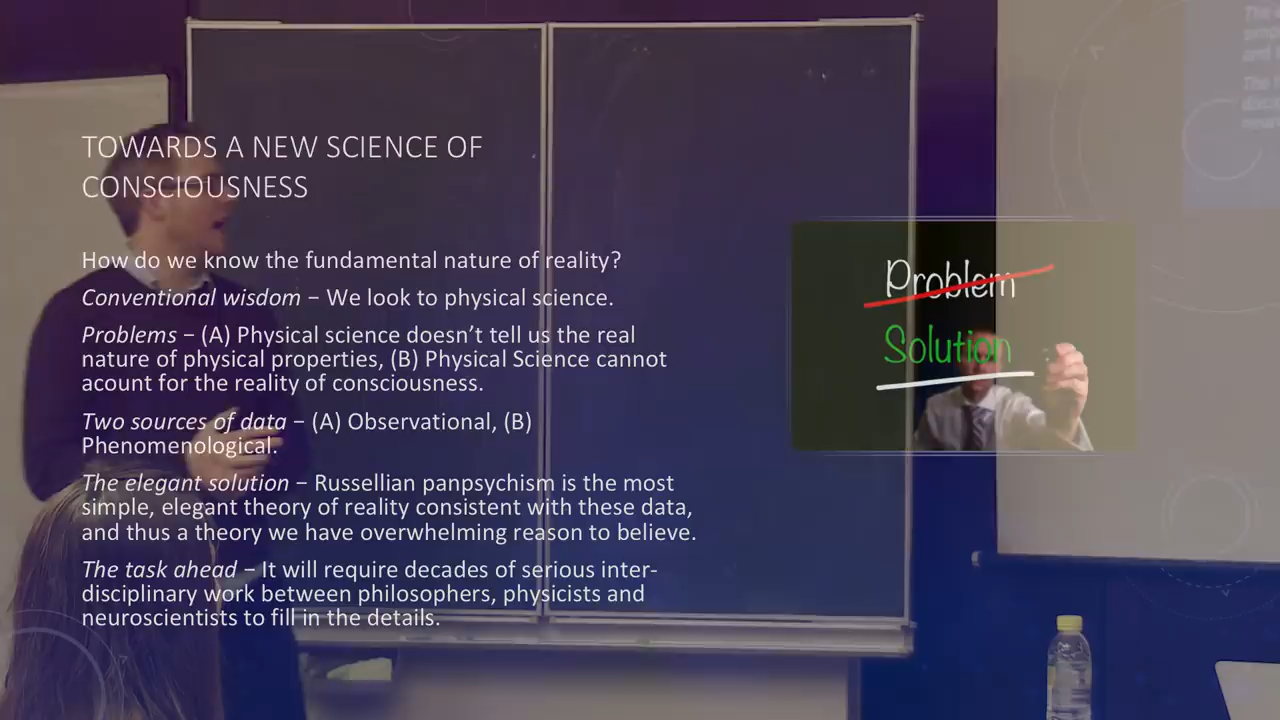 TOWARDS A NEW SCIENCE OF
CONSCIOUSNESS
How do we know the fundamental nature of reality?
Conventional wisdom – We look to physical science.
Problems – (A) Physical science doesn't tell us the real
nature of physical properties, (B) Physical Science cannot
acount for the reality of consciousness.
Two sources of data – (A) Observational, (B)
Phenomenological.
The elegant solution – Russellian panpsychism is the most
simple, elegant theory of reality consistent with these data,
and thus a theory we have overwhelming reason to believe.
The task ahead – It will require decades of serious inter-
disciplinary work between philosophers, physicists and
neuroscientists to fill in the details.
Problem
Solution